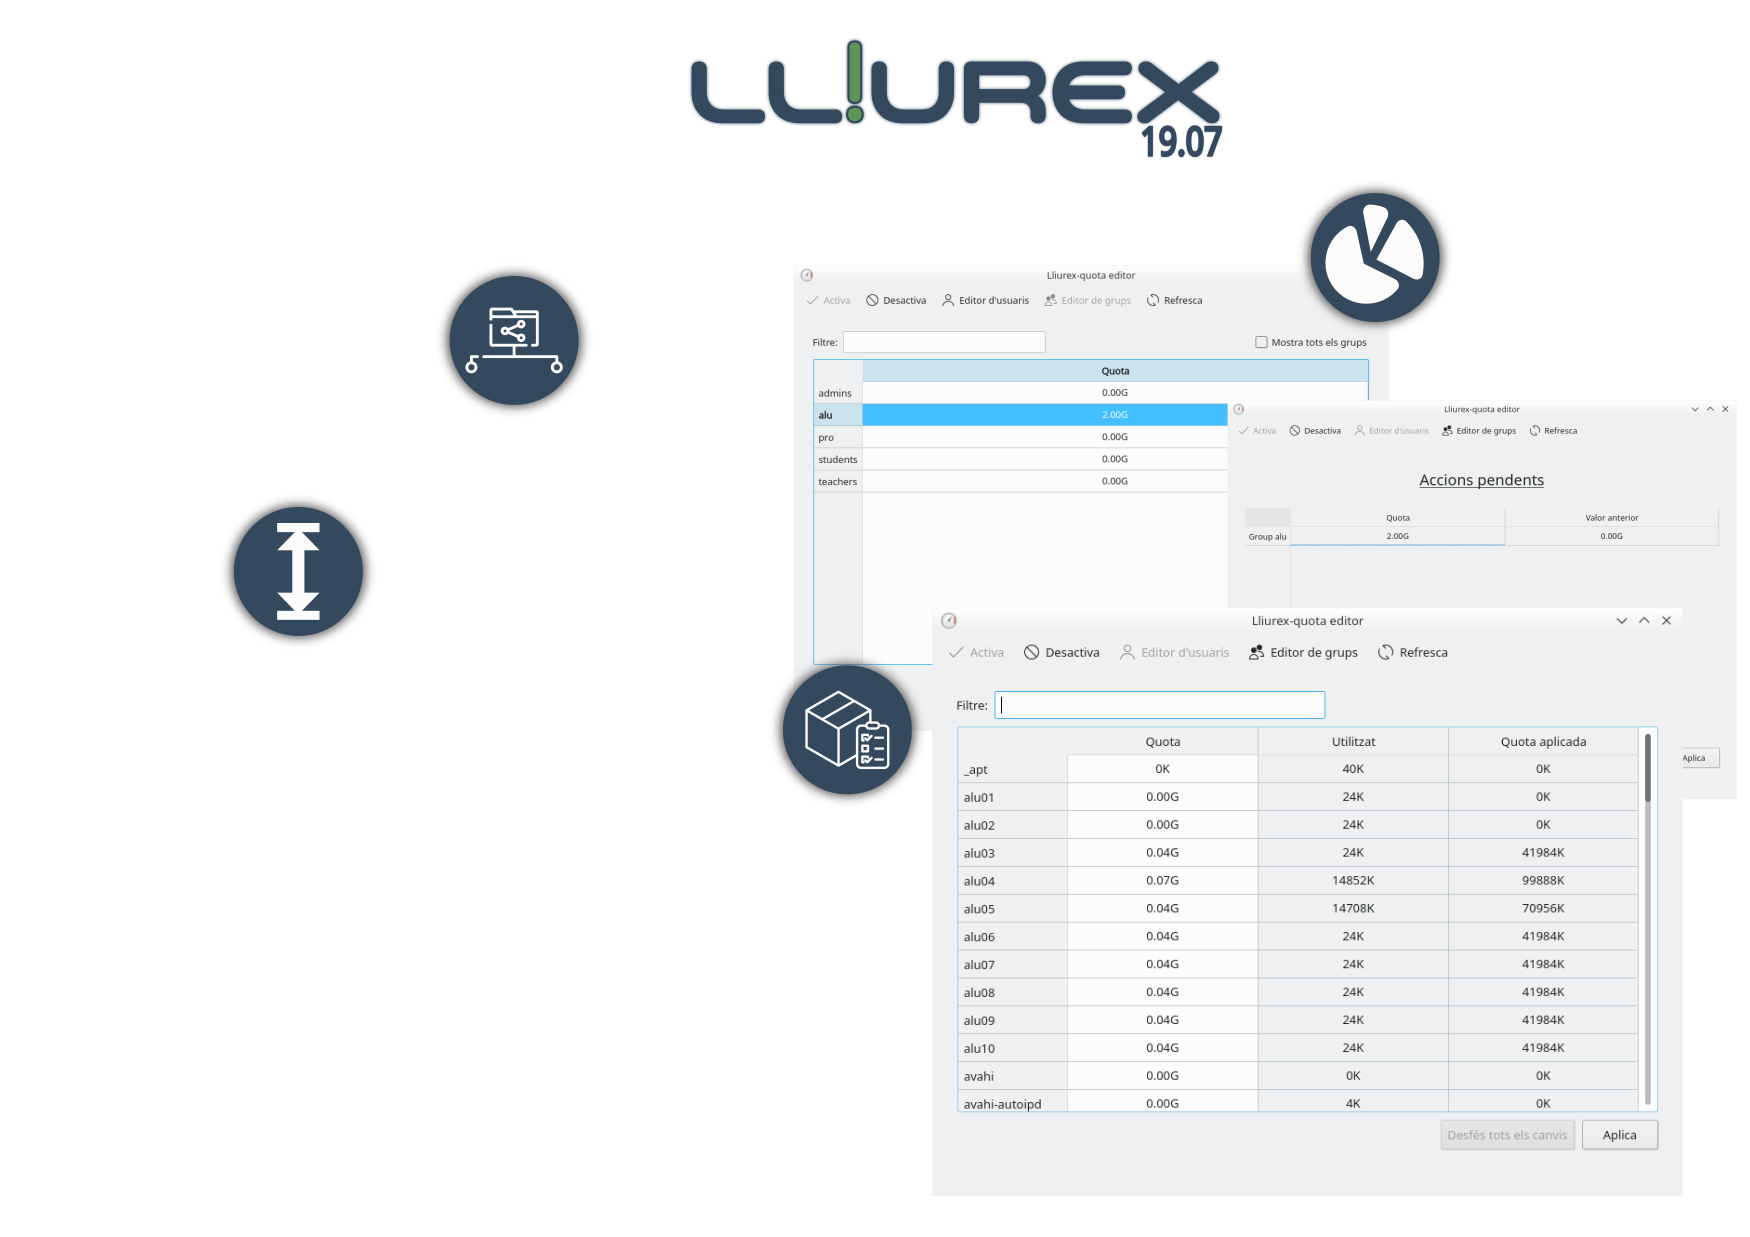 LL!UREX
19.07
Lliurex-quota editor
Activa Desactiva Editor d'usuaris Editor de grups Refresca
Filtre: Mostra tots els grups
Quota
admins 0.00G
alu 2.00G
pro 0.00G
students 0.00G
teachers 0.00G
Lliurex-quota editor
Activa Desactiva Editor d'usuaris Editor de grups Refresca
Accions pendents
Quota Valor anterior
Group alu 2.00G 0.00G
Aplica
Lliurex-quota editor
Activa Desactiva Editor d'usuaris Editor de grups Refresca
Filtre:
Quota Utilitzat Quota aplicada
_apt 0K 40K 0K
alu01 0.00G 24K 0K
alu02 0.00G 24K 0K
alu03 0.04G 24K 41984K
alu04 0.07G 14852K 99888K
alu05 0.04G 14708K 70956K
alu06 0.04G 24K 41984K
alu07 0.04G 24K 41984K
alu08 0.04G 24K 41984K
alu09 0.04G 24K 41984K
alu10 0.04G 24K 41984K
avahi 0.00G 0K 0K
avahi-autoipd 0.00G 4K 0K
Desfés tots els canvis Aplica